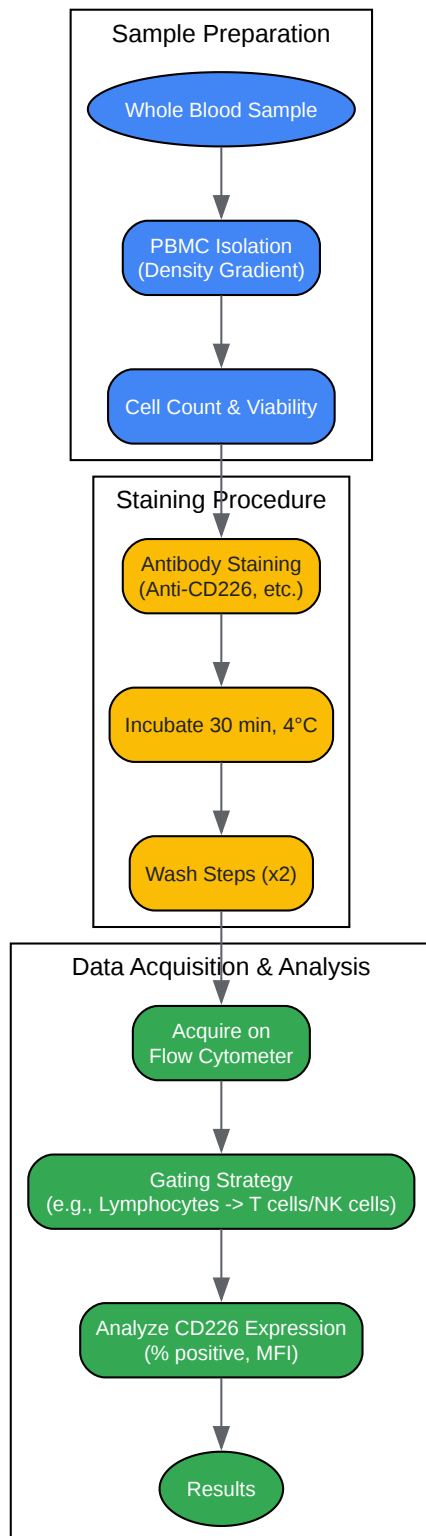 Sample Preparation
Whole Blood Sample
PBMC Isolation
(Density Gradient)
Cell Count & Viability
Staining Procedure
Antibody Staining
(Anti-CD226, etc.)
Incubate 30 min, 4°C
Wash Steps (x2)
Data Acquisition & Analysis
Acquire on
Flow Cytometer
Gating Strategy
(e.g., Lymphocytes -> T cells/NK cells)
Analyze CD226 Expression
(% positive, MFI)
Results